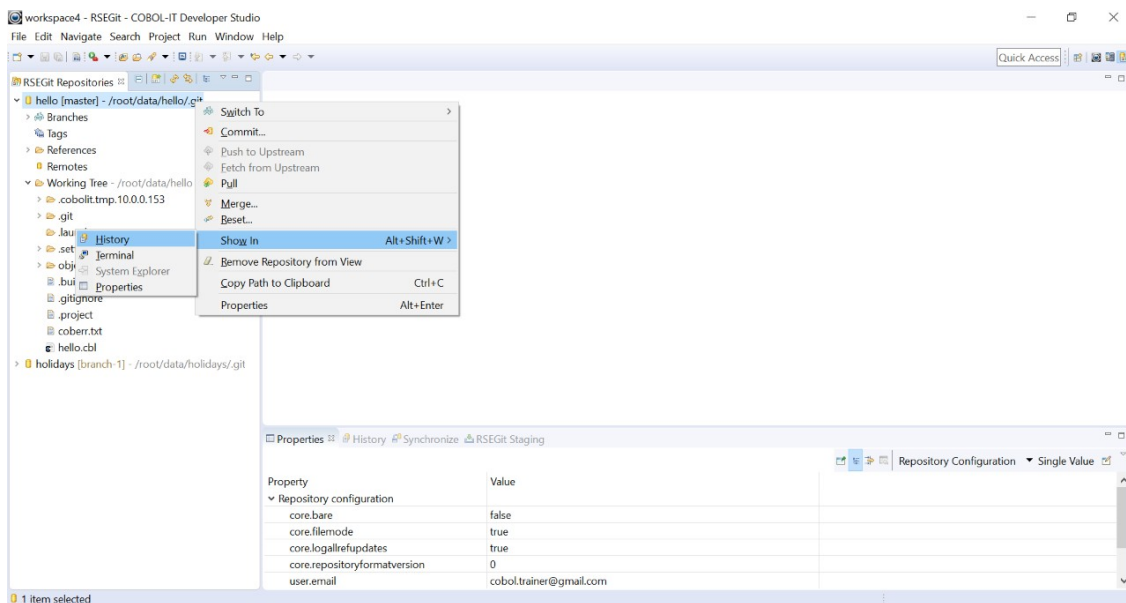 workspace4 - RSEGit - COBOL-IT Developer Studio
File Edit Navigate Search Project Run Window Help
Quick Access
RSEGit Repositories
hello [master] - /root/data/hello/.git
Branches
Tags
References
Remotes
Working Tree - /root/data/hello
.cobolit.tmp.10.0.0.153
.git
.lau
.set
obj
.bui
.gitignore
.project
coberr.txt
hello.cbl
holidays [branch-1] - /root/data/holidays/.git
Switch To
Commit...
Push to Upstream
Fetch from Upstream
Pull
Merge...
Reset...
Show In Alt+Shift+W
Remove Repository from View
Copy Path to Clipboard Ctrl+C
Properties Alt+Enter
History
Terminal
System Explorer
Properties
Properties History Synchronize RSEGit Staging
Repository Configuration Single Value
Property Value
Repository configuration
core.bare false
core.filemode true
core.logallrefupdates true
core.repositoryformatversion 0
user.email cobol.trainer@gmail.com
1 item selected